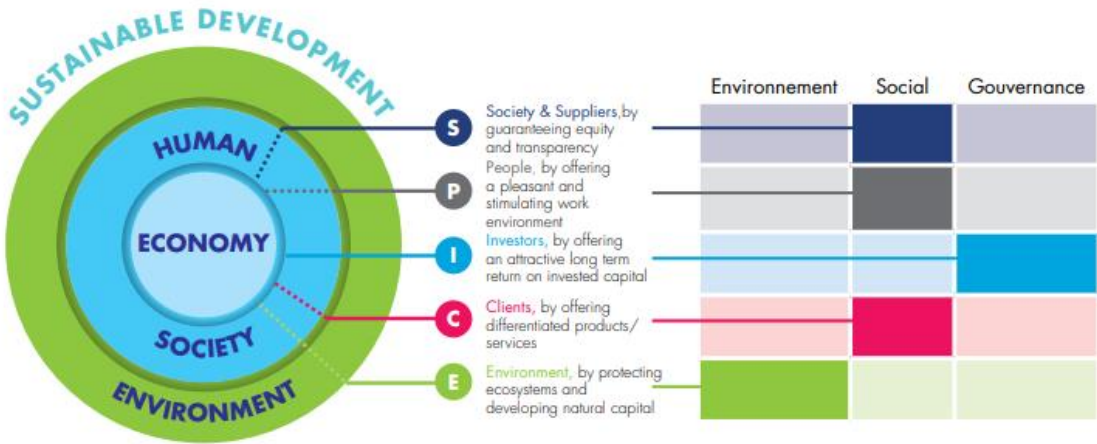 SUSTAINABLE DEVELOPMENT
HUMAN
ECONOMY
SOCIETY
ENVIRONMENT
Environnement Social Gouvernance
S
Society & Suppliers,by
guaranteeing equity
and transparency
P
People, by offering
a pleasant and
stimulating work
environment
I
Investors, by offering
an attractive long term
return on invested capital
C
Clients, by offering
differentiated products/
services
E
Environment, by protecting
ecosystems and
developing natural capital